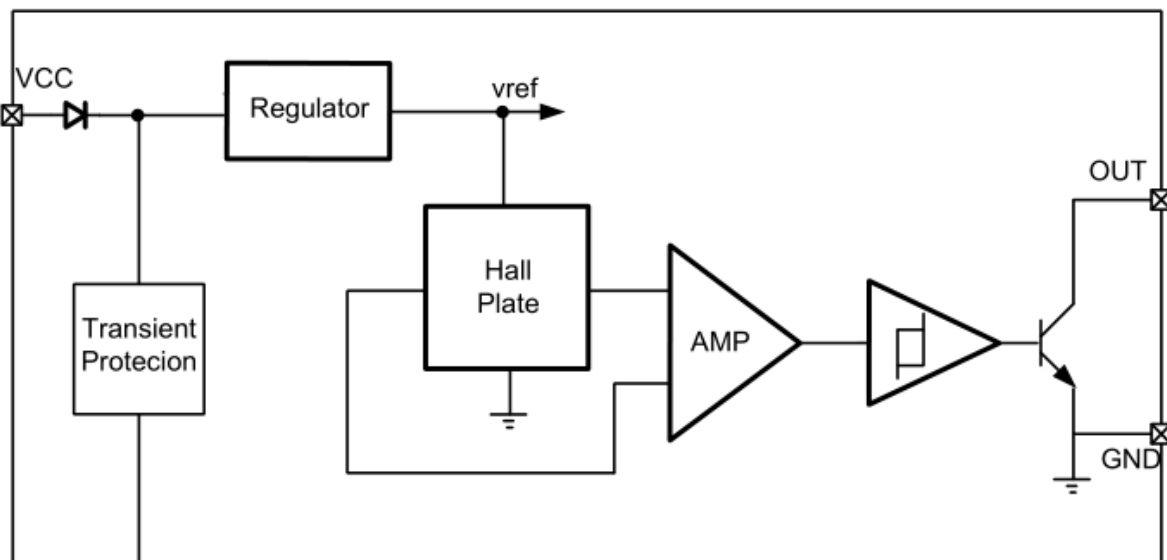 VCC
Regulator
vref
OUT
Hall
Plate
Transient
Protecion
AMP
GND